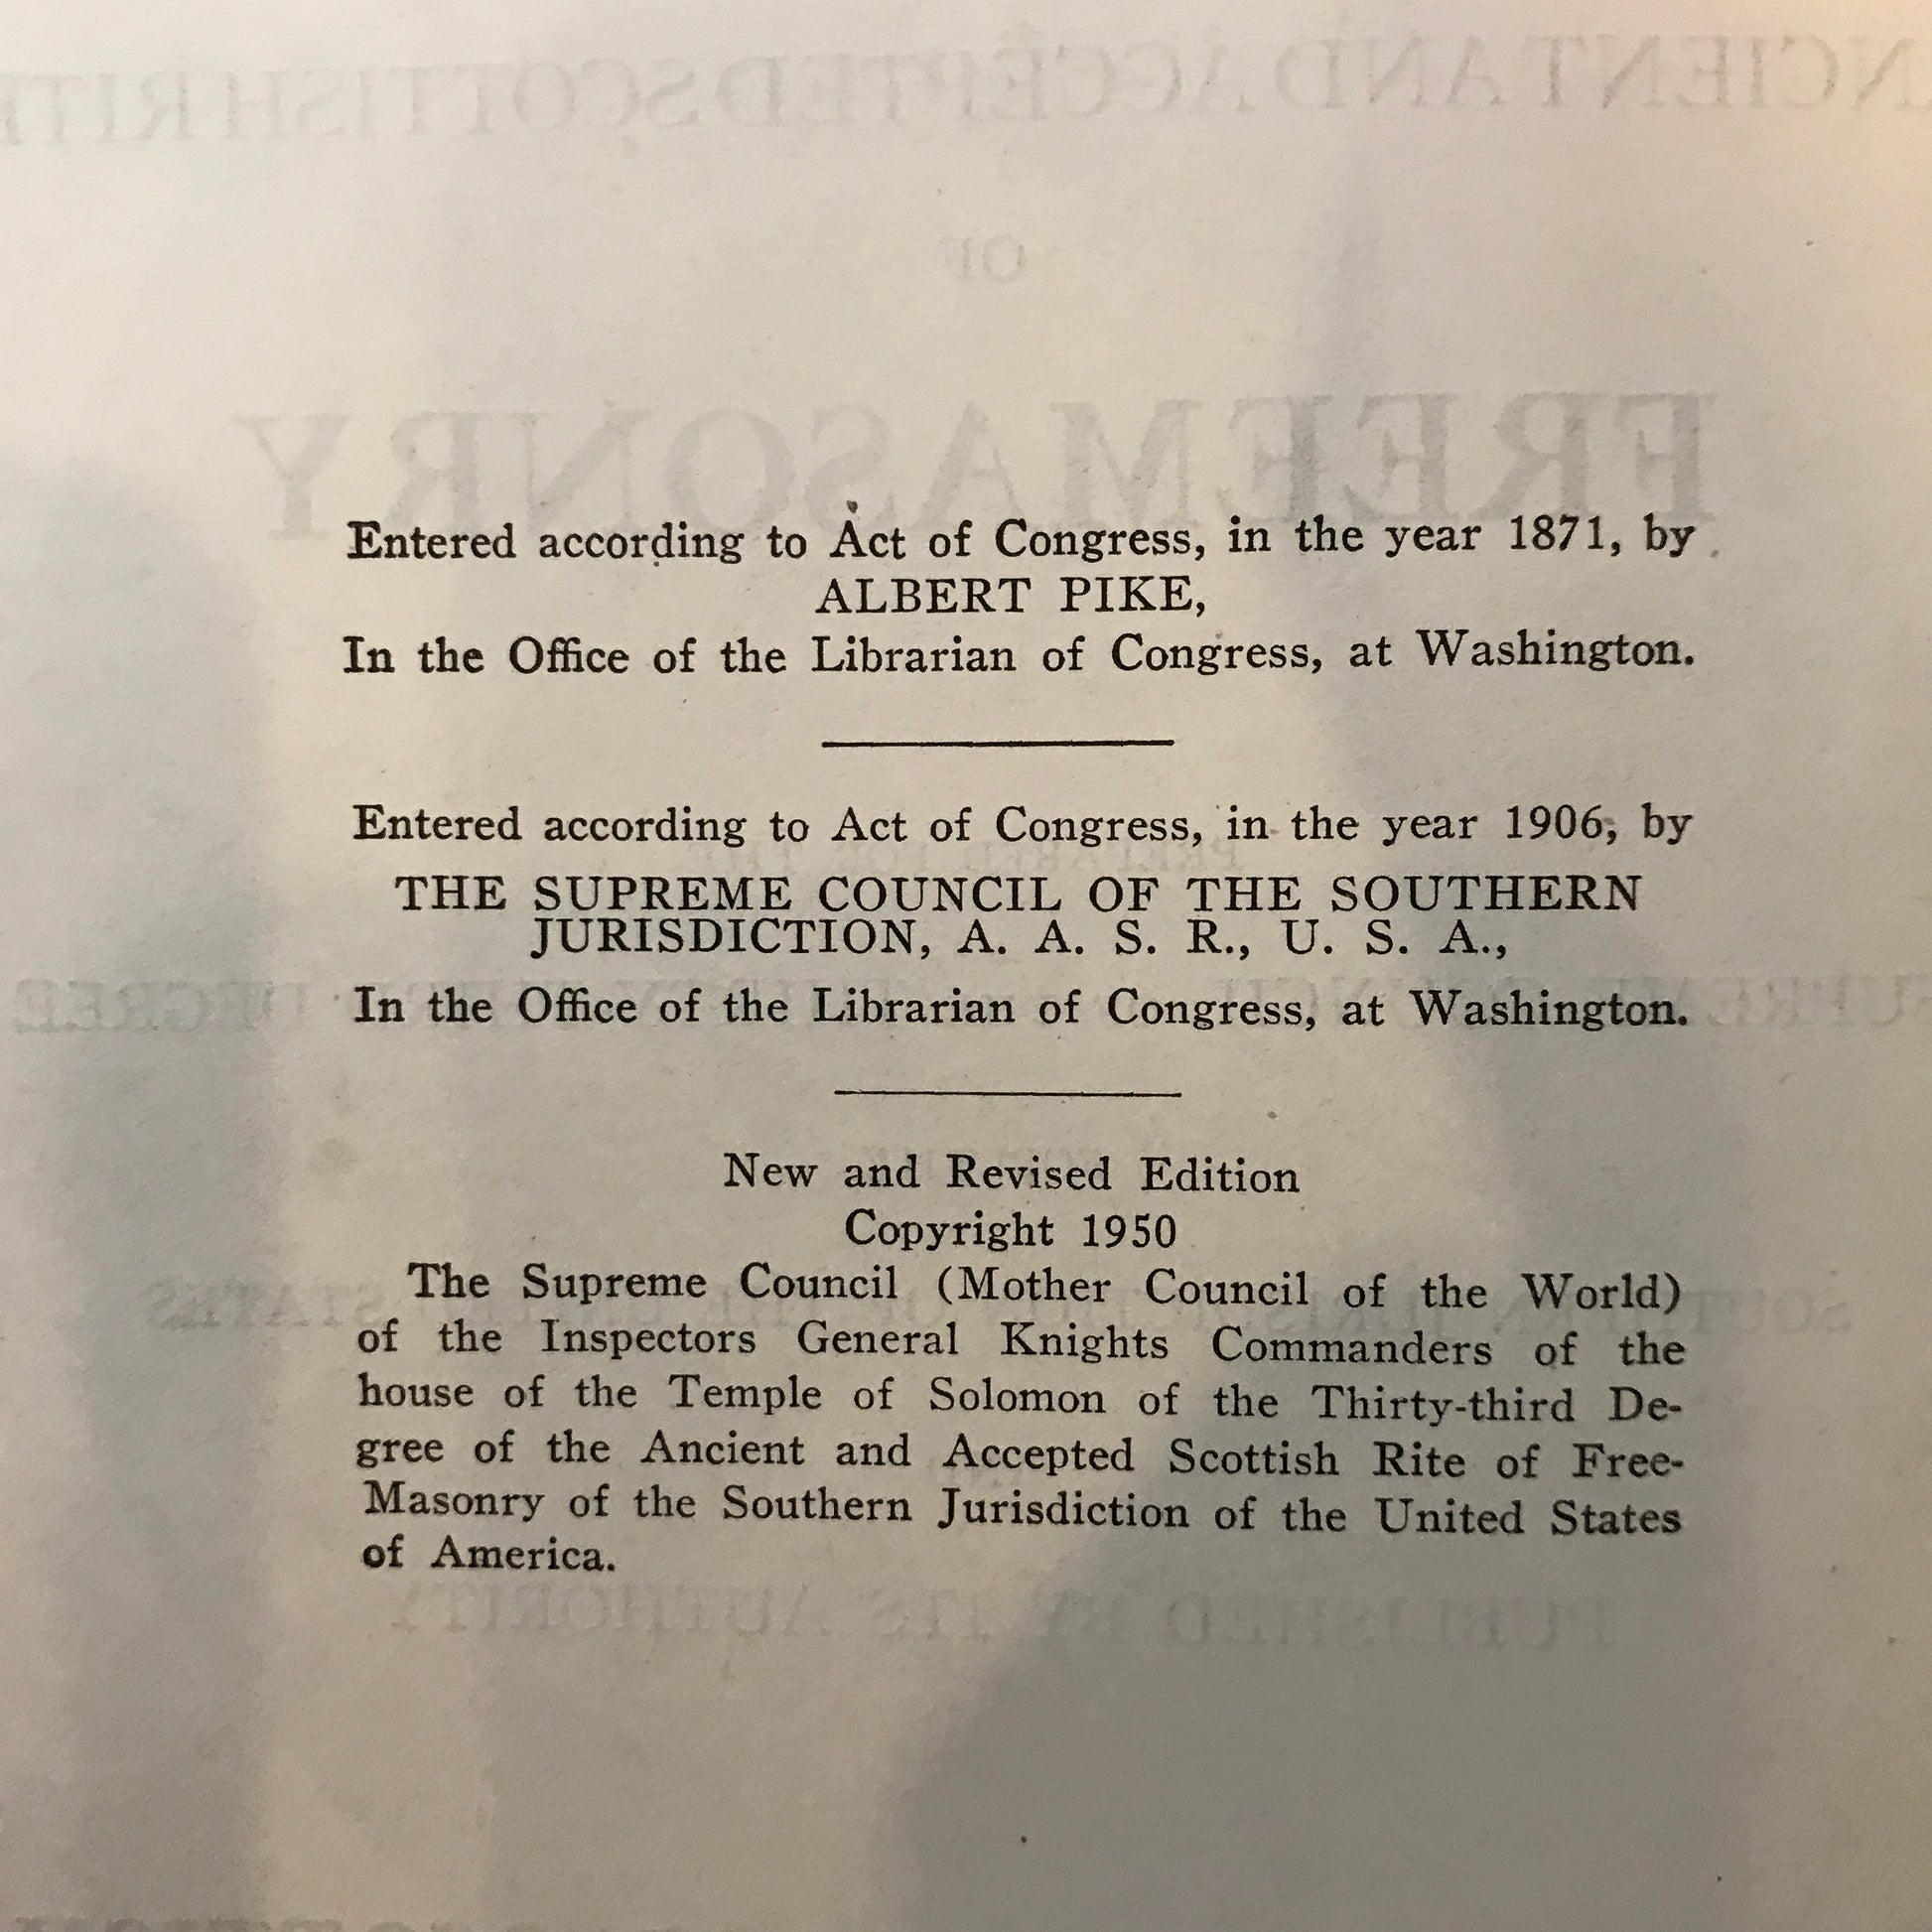 Entered according to Act of Congress, in the year 1871, by
ALBERT PIKE,
In the Office of the Librarian of Congress, at Washington.
Entered according to Act of Congress, in the year 1906, by
THE SUPREME COUNCIL OF THE SOUTHERN
JURISDICTION, A. A. S. R., U. S. A.,
In the Office of the Librarian of Congress, at Washington.
New and Revised Edition
Copyright 1950
The Supreme Council (Mother Council of the World)
of the Inspectors General Knights Commanders of the
house of the Temple of Solomon of the Thirty-third De-
gree of the Ancient and Accepted Scottish Rite of Free-
Masonry of the Southern Jurisdiction of the United States
of America.